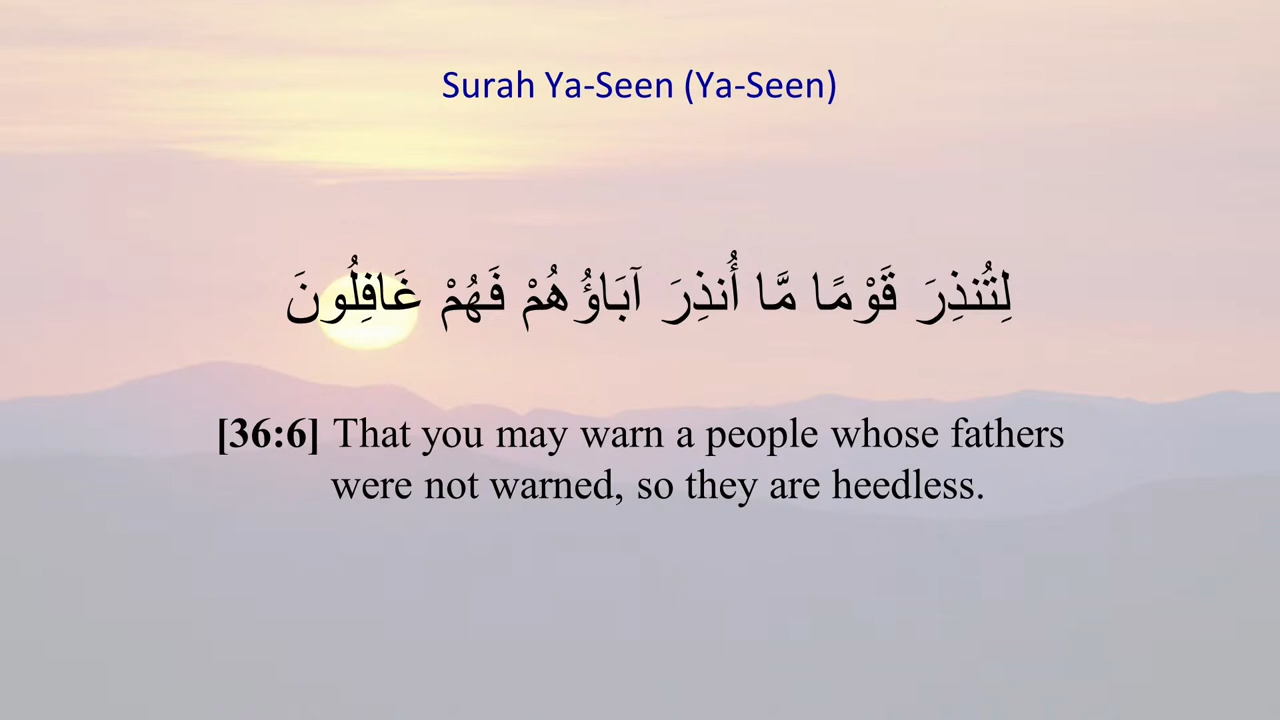 Surah Ya-Seen (Ya-Seen)
لِتُنذِرَ قَوْمًا مَّا أُنذِرَ آبَاؤُهُمْ فَهُمْ غَافِلُونَ
[36:6] That you may warn a people whose fathers
were not warned, so they are heedless.